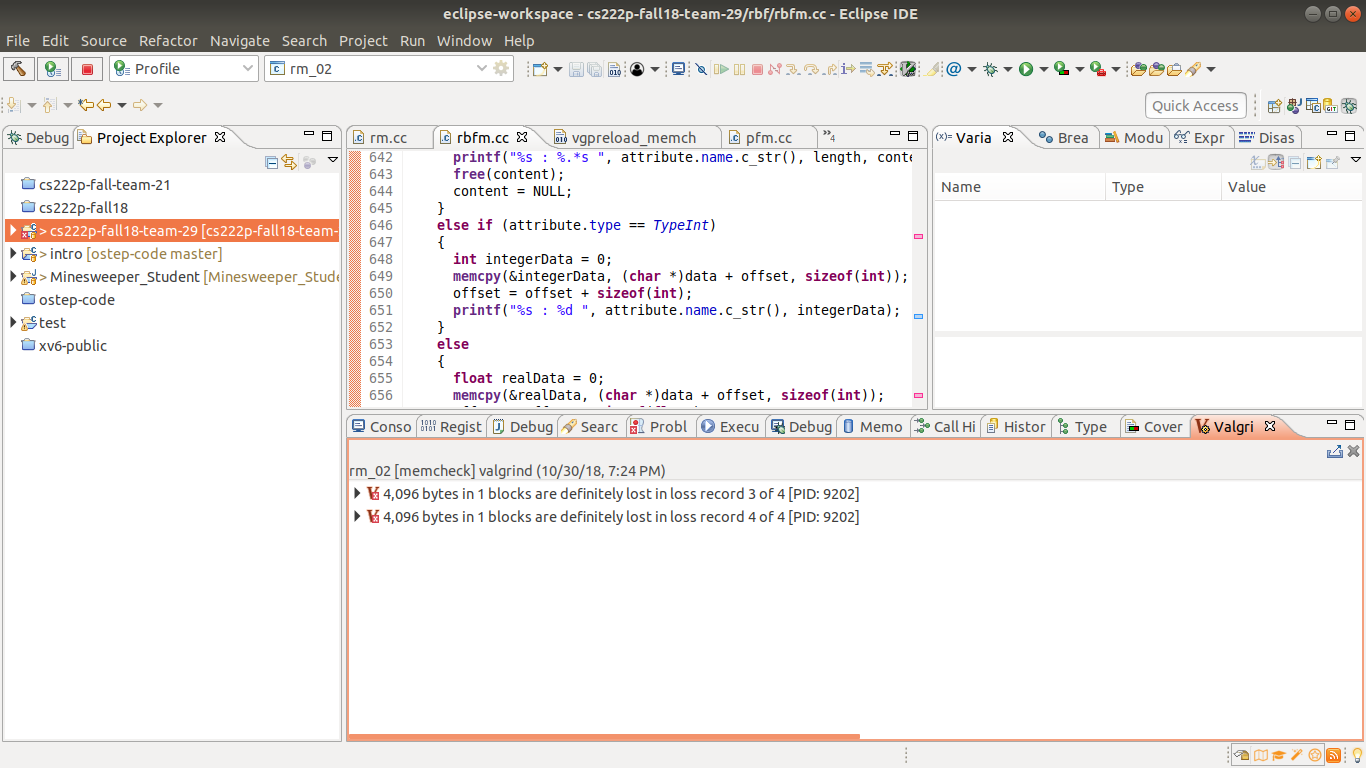 eclipse-workspace - cs222p-fall18-team-29/rbf/rbfm.cc - Eclipse IDE
File Edit Source Refactor Navigate Search Project Run Window Help
Profile
rm_02
Quick Access
Debug Project Explorer
cs222p-fall-team-21
cs222p-fall18
> cs222p-fall18-team-29 [cs222p-fall18-team-
> intro [ostep-code master]
> Minesweeper_Student [Minesweeper_Stude
ostep-code
test
xv6-public
rm.cc rbfm.cc vgpreload_memch pfm.cc »4
642 printf("%s : %.*s ", attribute.name.c_str(), length, conte
643 free(content);
644 content = NULL;
645 }
646 else if (attribute.type == TypeInt)
647 {
648 int integerData = 0;
649 memcpy(&integerData, (char *)data + offset, sizeof(int));
650 offset = offset + sizeof(int);
651 printf("%s : %d ", attribute.name.c_str(), integerData);
652 }
653 else
654 {
655 float realData = 0;
656 memcpy(&realData, (char *)data + offset, sizeof(int));
Varia Brea Modu Expr Disas
Name Type Value
Conso Regist Debug Searc Probl Execu Debug Memo Call Hi Histor Type Cover Valgri
rm_02 [memcheck] valgrind (10/30/18, 7:24 PM)
4,096 bytes in 1 blocks are definitely lost in loss record 3 of 4 [PID: 9202]
4,096 bytes in 1 blocks are definitely lost in loss record 4 of 4 [PID: 9202]